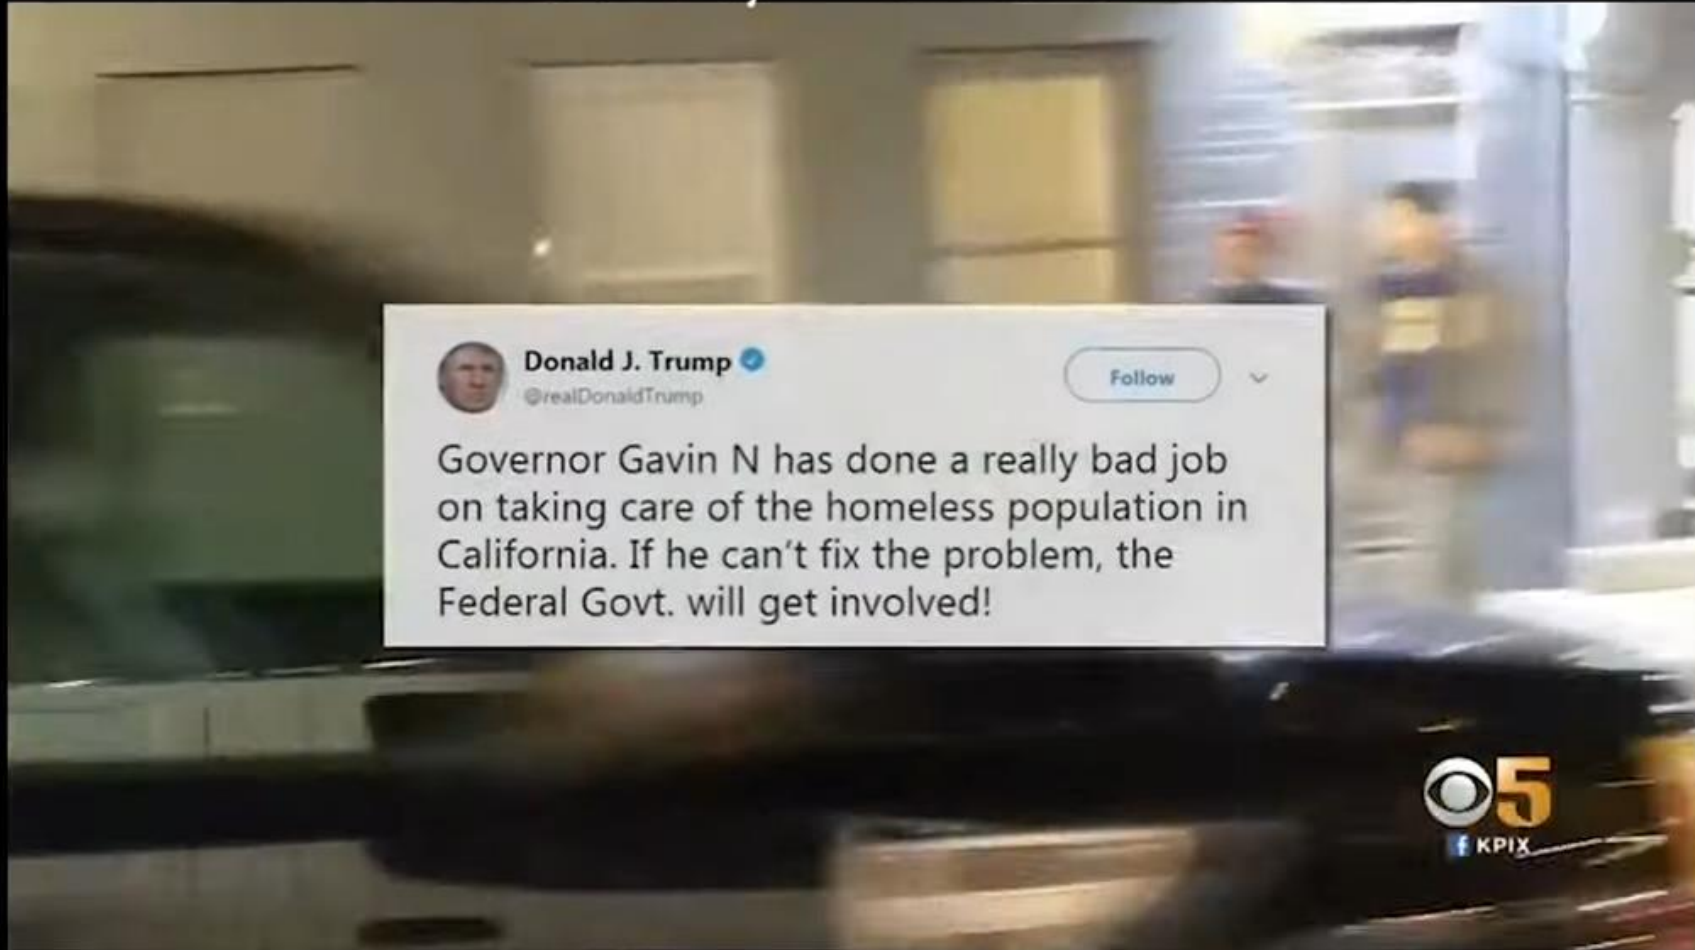 Donald J. Trump
@realDonaldTrump
Follow
Governor Gavin N has done a really bad job
on taking care of the homeless population in
California. If he can't fix the problem, the
Federal Govt. will get involved!
5
f KPIX